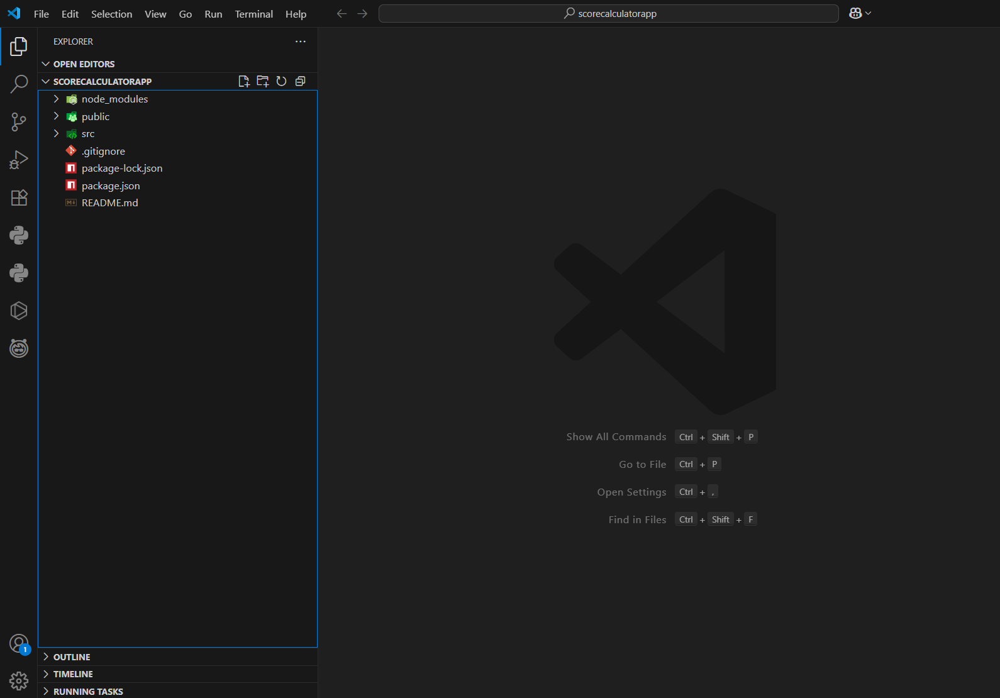 File Edit Selection View Go Run Terminal Help
scorecalculatorapp
EXPLORER
OPEN EDITORS
SCORECALCULATORAPP
node_modules
public
src
.gitignore
package-lock.json
package.json
README.md
Show All Commands Ctrl + Shift + P
Go to File Ctrl + P
Open Settings Ctrl + ,
Find in Files Ctrl + Shift + F
1
OUTLINE
TIMELINE
RUNNING TASKS